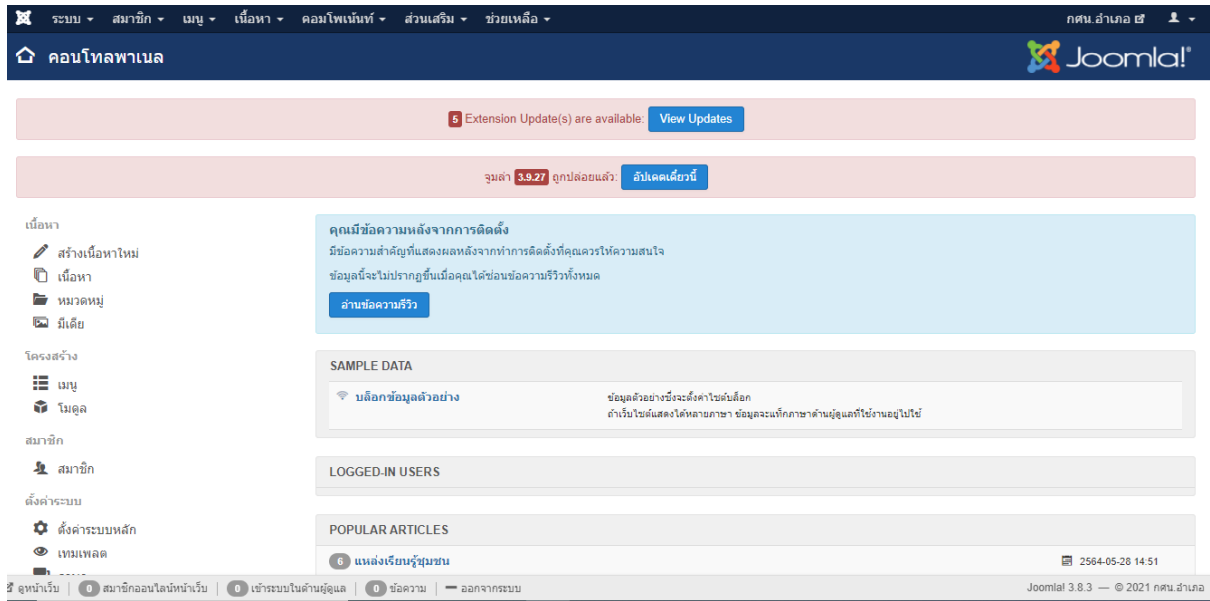 ระบบ สมาชิก เมนู เนื้อหา คอมโพเน้นท์ ส่วนเสริม ช่วยเหลือ กศน.อำเภอ
คอนโทลพาเนล Joomla!
5 Extension Update(s) are available: View Updates
จูมล่า 3.9.27 ถูกปล่อยแล้ว: อัปเดตเดี๋ยวนี้
เนื้อหา
สร้างเนื้อหาใหม่
เนื้อหา
หมวดหมู่
มีเดีย
โครงสร้าง
เมนู
โมดูล
สมาชิก
สมาชิก
ตั้งค่าระบบ
ตั้งค่าระบบหลัก
เทมเพลต
คุณมีข้อความหลังจากการติดตั้ง
มีข้อความสำคัญที่แสดงผลหลังจากทำการติดตั้งที่คุณควรให้ความสนใจ
ข้อมูลนี้จะไม่ปรากฏขึ้นเมื่อคุณได้ซ่อนข้อความรีวิวทั้งหมด
อ่านข้อความรีวิว
SAMPLE DATA
บล็อกข้อมูลตัวอย่าง ข้อมูลตัวอย่างซึ่งจะตั้งค่าไซต์บล็อก
ถ้าเว็บไซต์แสดงได้หลายภาษา ข้อมูลจะแท็กภาษาด้านผู้ดูแลที่ใช้งานอยู่ไปใช้
LOGGED-IN USERS
POPULAR ARTICLES
6 แหล่งเรียนรู้ชุมชน 2564-05-28 14:51
ดูหน้าเว็บ 0 สมาชิกออนไลน์หน้าเว็บ 0 เข้าระบบในด้านผู้ดูแล 0 ข้อความ ออกจากระบบ Joomla! 3.8.3 — © 2021 กศน.อำเภอ